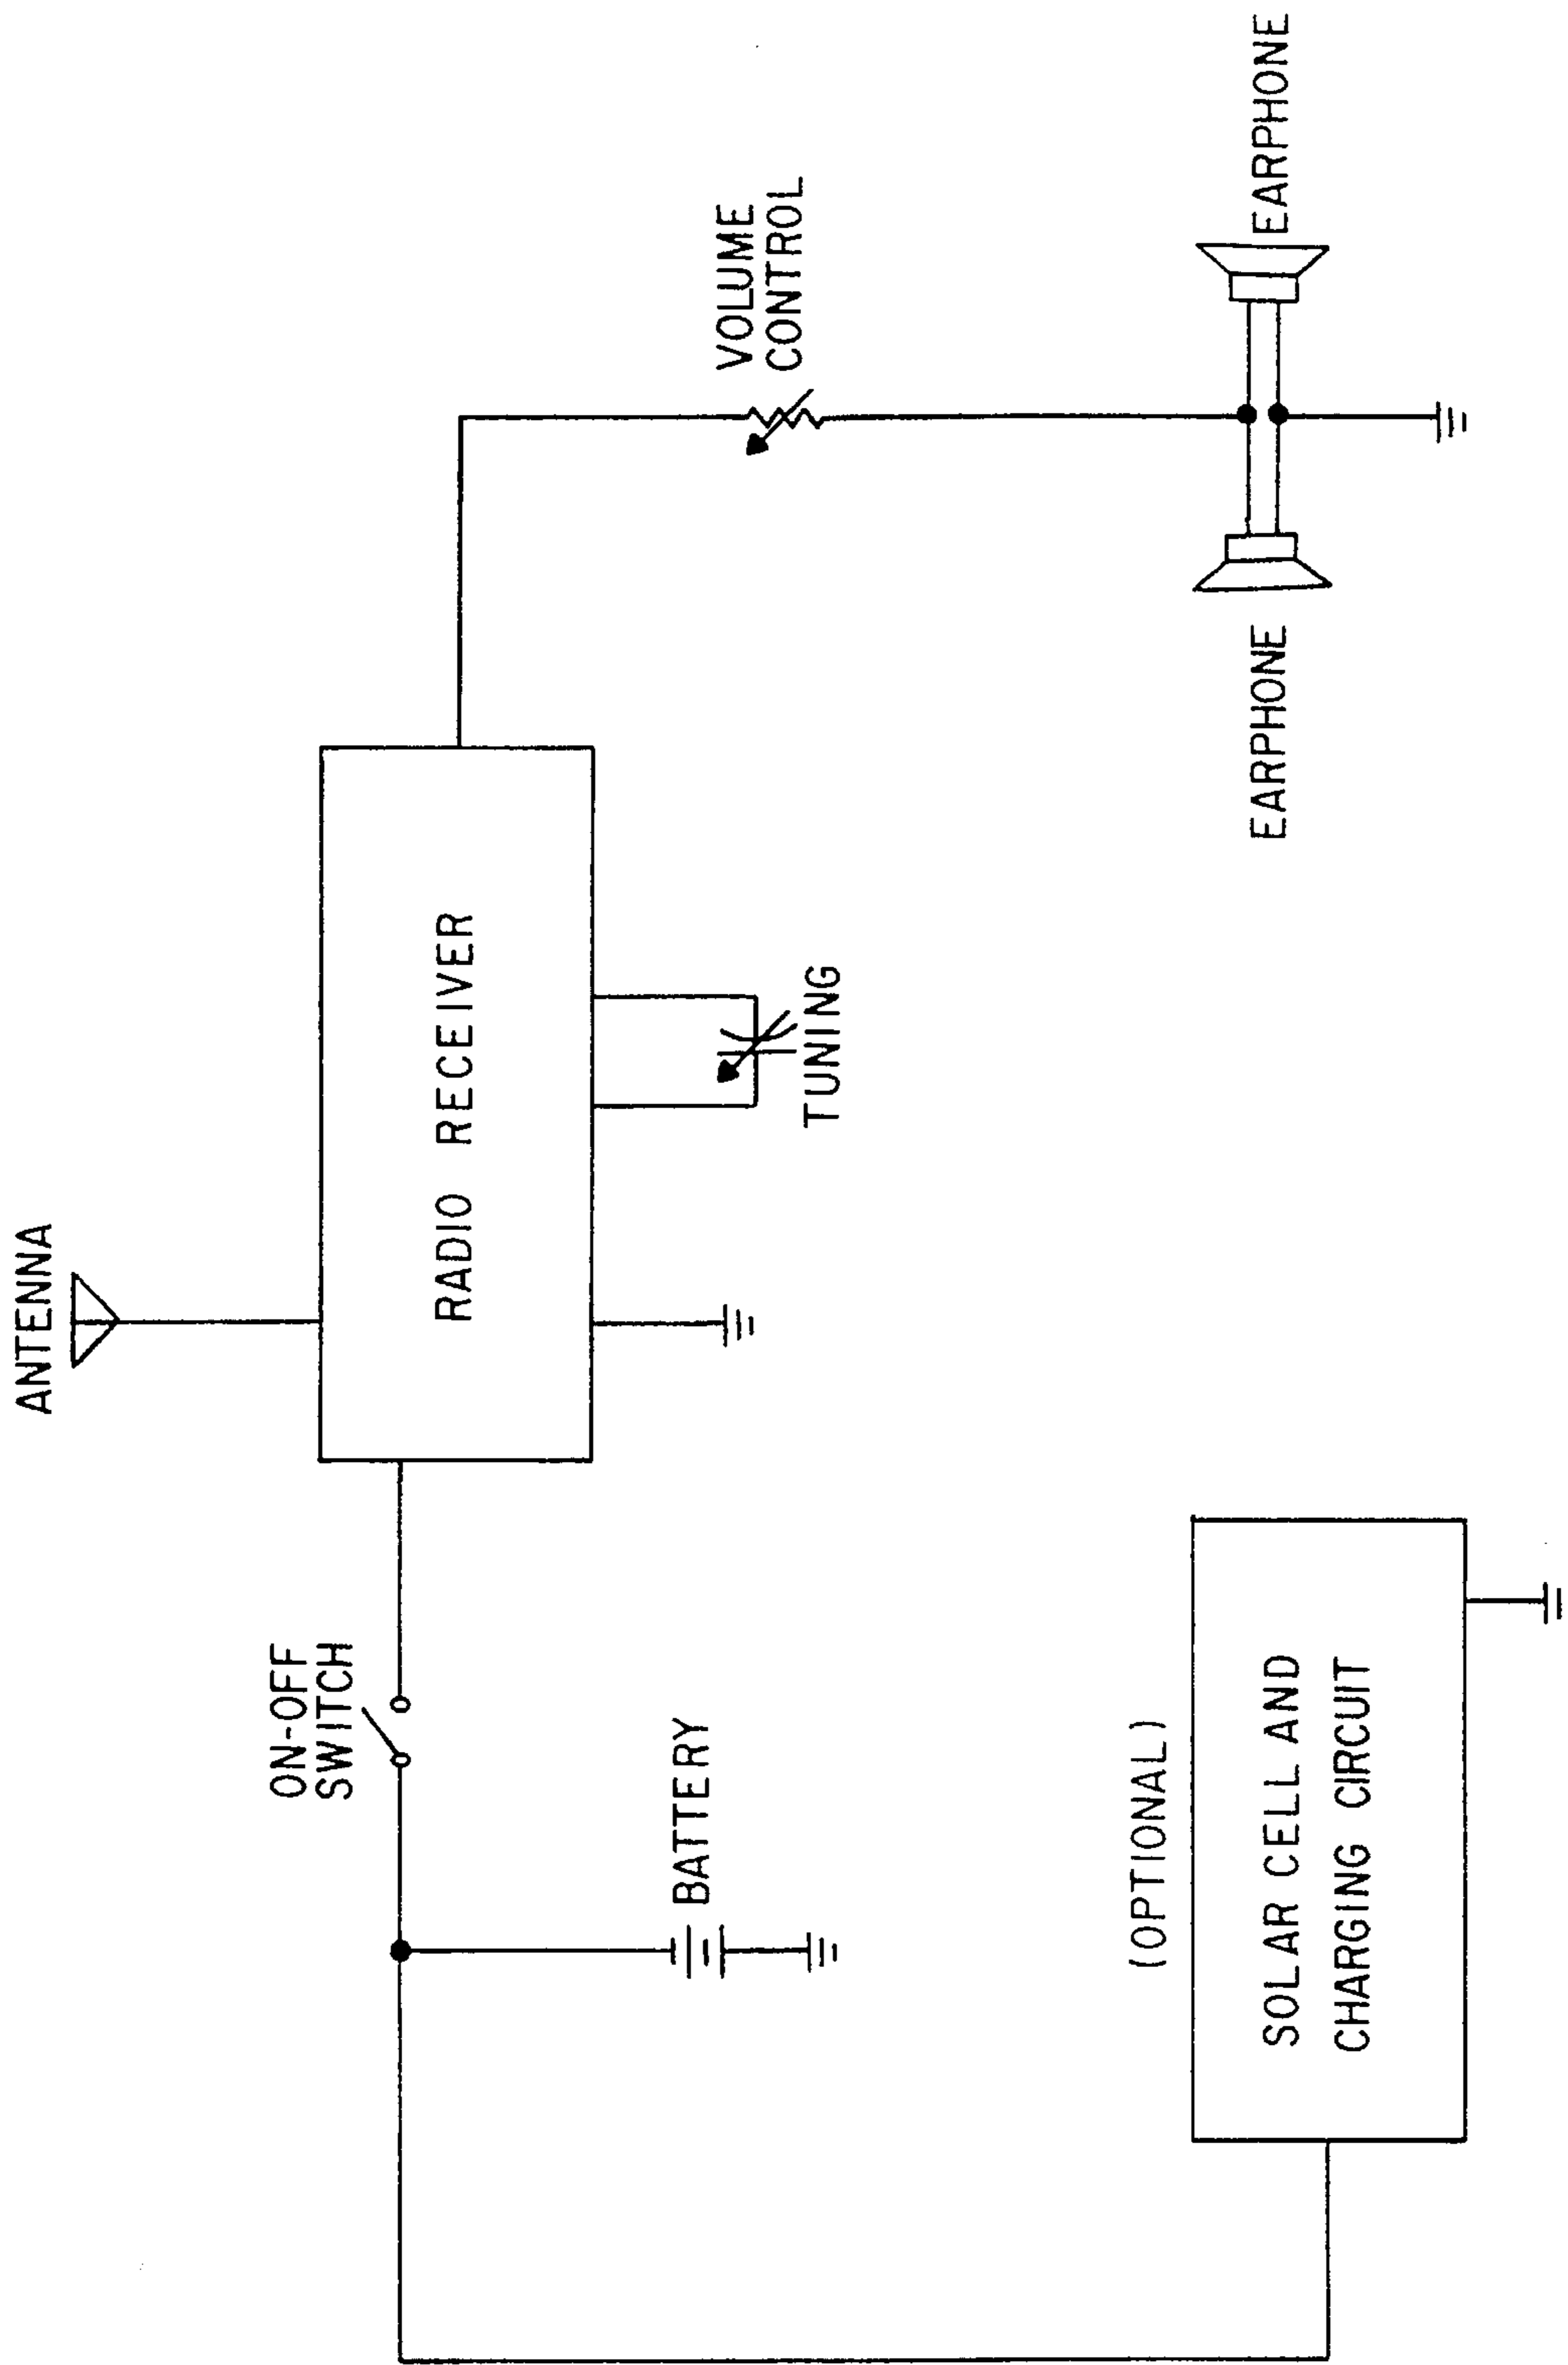 ANTENNA
ON-OFF
SWITCH
RADIO RECEIVER
BATTERY
TUNING
VOLUME
CONTROL
(OPTIONAL)
SOLAR CELL AND
CHARGING CIRCUIT
EARPHONE
EARPHONE